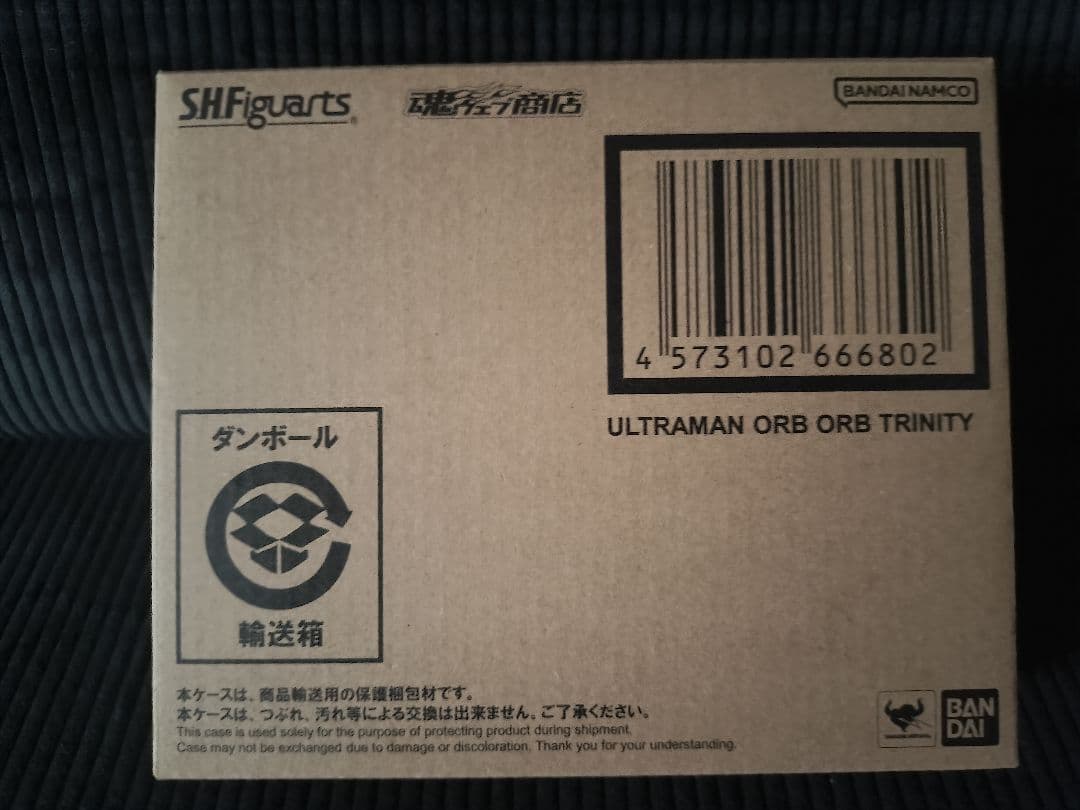 S.H.Figuarts
魂ウェブ商店
BANDAI NAMCO
4 573102 666802
ULTRAMAN ORB ORB TRINITY
ダンボール
輸送箱
本ケースは、商品輸送用の保護梱包材です。
本ケースは、つぶれ、汚れ等による交換は出来ません。ご了承ください。
This case is used solely for the purpose of protecting product during shipment.
Case may not be exchanged due to damage or discoloration. Thank you for your understanding.
BAN
DAI